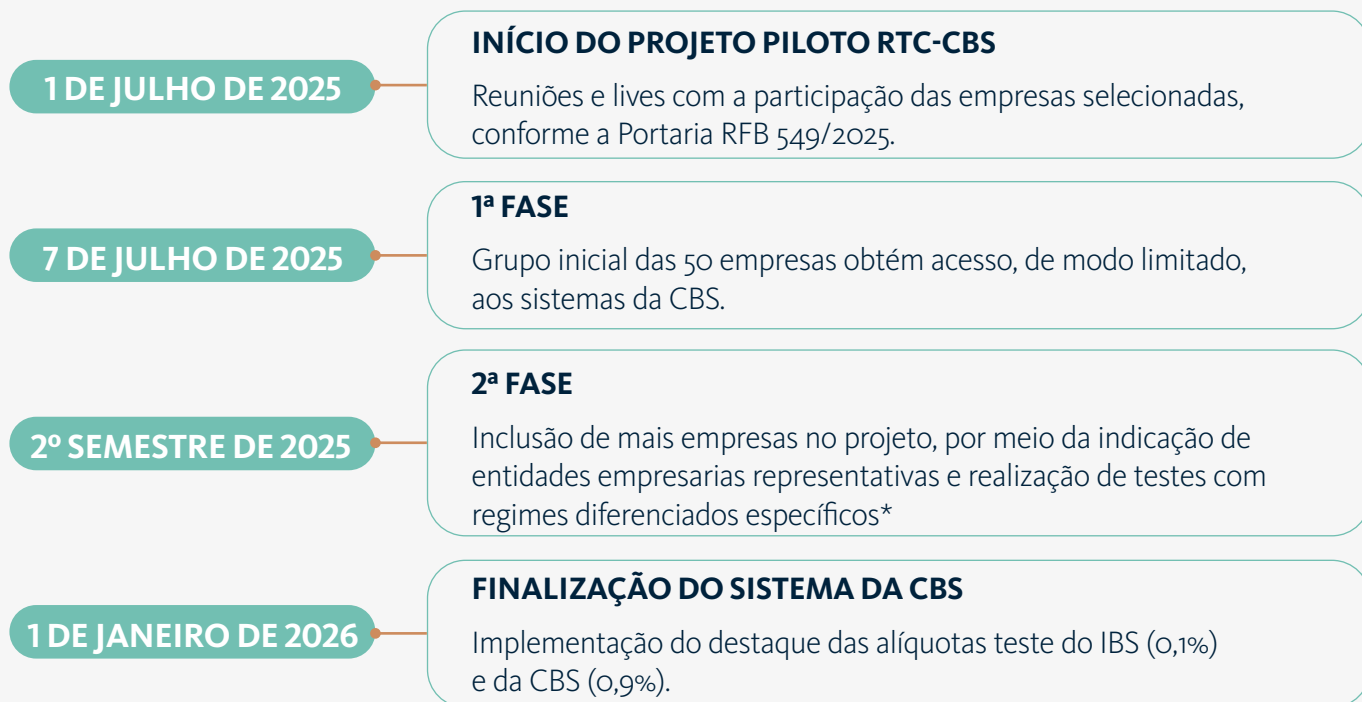 1 DE JULHO DE 2025
INÍCIO DO PROJETO PILOTO RTC-CBS
Reuniões e lives com a participação das empresas selecionadas,
conforme a Portaria RFB 549/2025.
7 DE JULHO DE 2025
1ª FASE
Grupo inicial das 50 empresas obtém acesso, de modo limitado,
aos sistemas da CBS.
2º SEMESTRE DE 2025
2ª FASE
Inclusão de mais empresas no projeto, por meio da indicação de
entidades empresarias representativas e realização de testes com
regimes diferenciados específicos*
1 DE JANEIRO DE 2026
FINALIZAÇÃO DO SISTEMA DA CBS
Implementação do destaque das alíquotas teste do IBS (0,1%)
e da CBS (0,9%).